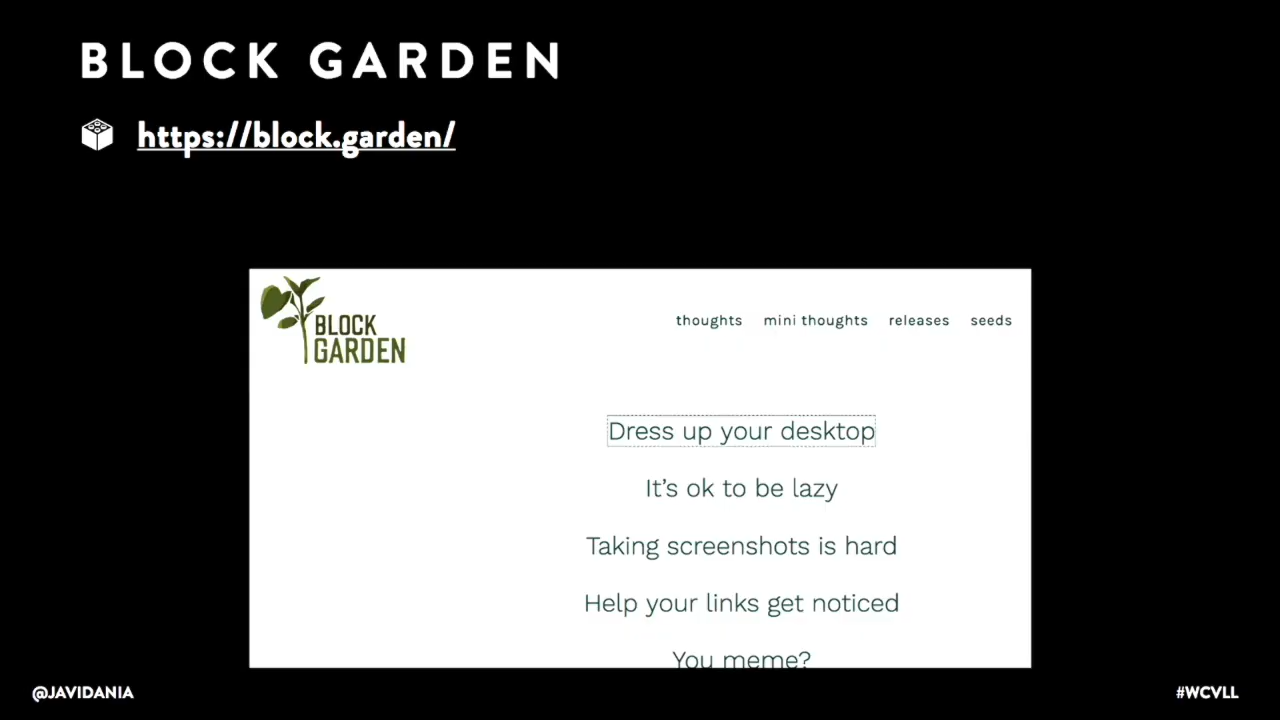 BLOCK GARDEN
https://block.garden/
BLOCK
GARDEN
thoughts mini thoughts releases seeds
Dress up your desktop
It’s ok to be lazy
Taking screenshots is hard
Help your links get noticed
You meme?
@JAVIDANIA #WCVLL